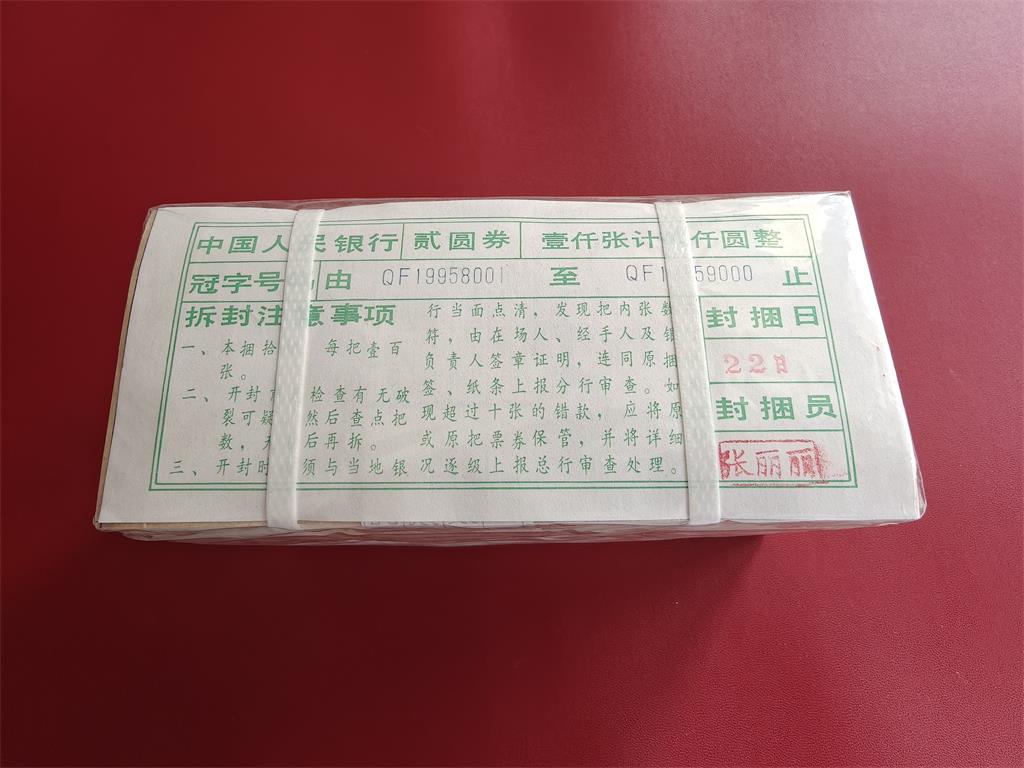 中国人民银行 贰圆券 壹仟张计 仟圆整
冠字号 由 QF19958001 至 QF1 59000 止
拆封注意事项
一、本捆拾 每把壹百
张。
二、开封 检查有无破
裂可疑 然后查点把
数, 后再拆。
三、开封时 须与当地银
行当面点清，发现把内张数
符，由在场人、经手人及银
负责人签章证明，连同原捆
签、纸条上报分行审查。如
现超过十张的错款，应将原
或原把票券保管，并将详细
况逐级上报总行审查处理。
封捆日
22日
封捆员
张丽丽